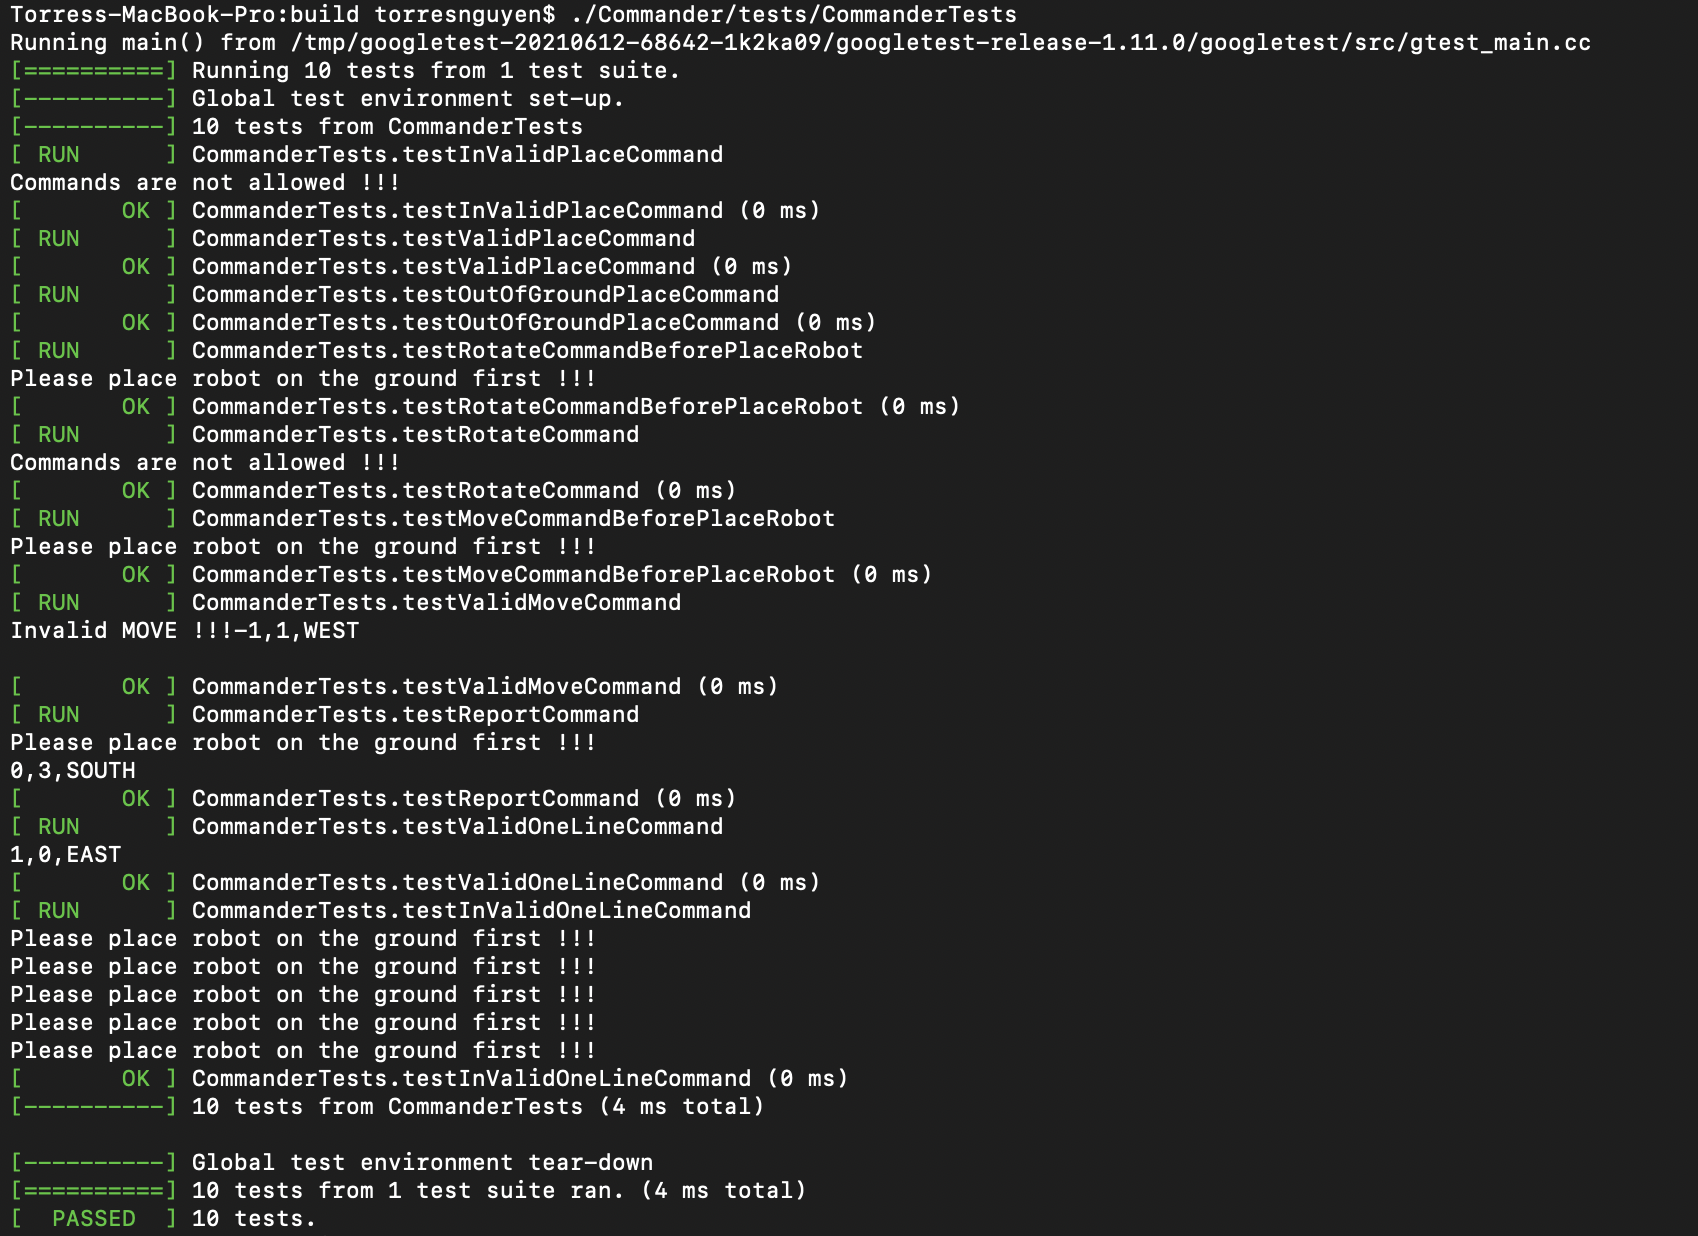 Torress-MacBook-Pro:build torresnguyen$ ./Commander/tests/CommanderTests
Running main() from /tmp/googletest-20210612-68642-1k2ka09/googletest-release-1.11.0/googletest/src/gtest_main.cc
[==========] Running 10 tests from 1 test suite.
[----------] Global test environment set-up.
[----------] 10 tests from CommanderTests
[ RUN      ] CommanderTests.testInValidPlaceCommand
Commands are not allowed !!!
[       OK ] CommanderTests.testInValidPlaceCommand (0 ms)
[ RUN      ] CommanderTests.testValidPlaceCommand
[       OK ] CommanderTests.testValidPlaceCommand (0 ms)
[ RUN      ] CommanderTests.testOutOfGroundPlaceCommand
[       OK ] CommanderTests.testOutOfGroundPlaceCommand (0 ms)
[ RUN      ] CommanderTests.testRotateCommandBeforePlaceRobot
Please place robot on the ground first !!!
[       OK ] CommanderTests.testRotateCommandBeforePlaceRobot (0 ms)
[ RUN      ] CommanderTests.testRotateCommand
Commands are not allowed !!!
[       OK ] CommanderTests.testRotateCommand (0 ms)
[ RUN      ] CommanderTests.testMoveCommandBeforePlaceRobot
Please place robot on the ground first !!!
[       OK ] CommanderTests.testMoveCommandBeforePlaceRobot (0 ms)
[ RUN      ] CommanderTests.testValidMoveCommand
Invalid MOVE !!!-1,1,WEST

[       OK ] CommanderTests.testValidMoveCommand (0 ms)
[ RUN      ] CommanderTests.testReportCommand
Please place robot on the ground first !!!
0,3,SOUTH
[       OK ] CommanderTests.testReportCommand (0 ms)
[ RUN      ] CommanderTests.testValidOneLineCommand
1,0,EAST
[       OK ] CommanderTests.testValidOneLineCommand (0 ms)
[ RUN      ] CommanderTests.testInValidOneLineCommand
Please place robot on the ground first !!!
Please place robot on the ground first !!!
Please place robot on the ground first !!!
Please place robot on the ground first !!!
Please place robot on the ground first !!!
[       OK ] CommanderTests.testInValidOneLineCommand (0 ms)
[----------] 10 tests from CommanderTests (4 ms total)

[----------] Global test environment tear-down
[==========] 10 tests from 1 test suite ran. (4 ms total)
[  PASSED  ] 10 tests.